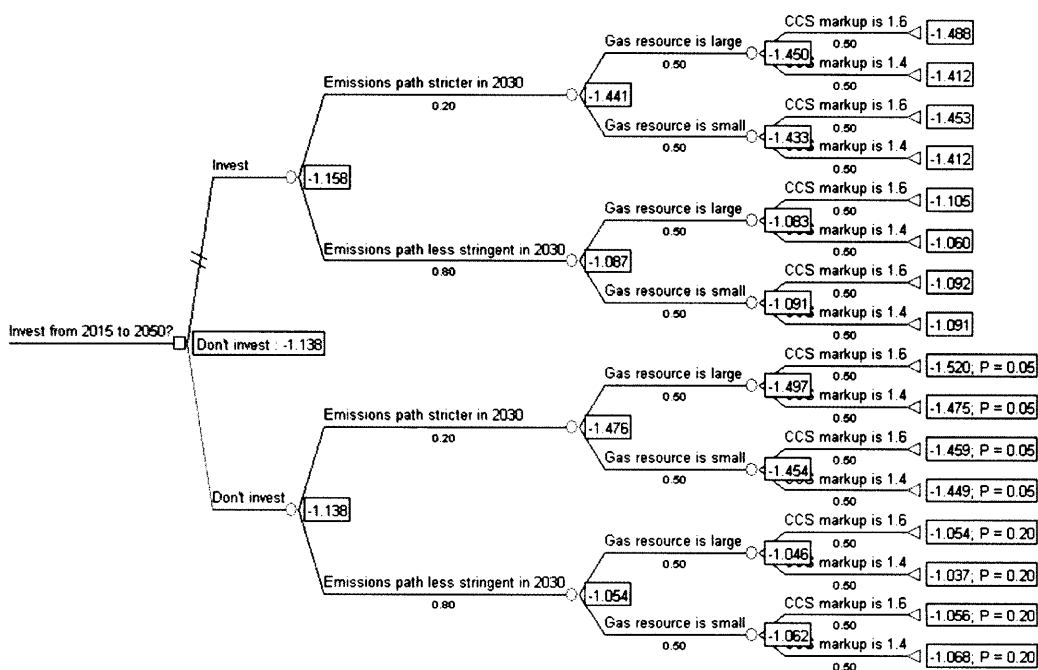 CCS markup is 1.6
-1.488
Gas resource is large
0.50
-1.450
0.50
CCS markup is 1.4
-1.412
0.50
Emissions path stricter in 2030
0.20
-1.441
CCS markup is 1.6
-1.453
Gas resource is small
0.50
-1.433
0.50
CCS markup is 1.4
-1.412
0.50
Invest
-1.158
CCS markup is 1.6
-1.105
Gas resource is large
0.50
-1.083
0.50
CCS markup is 1.4
-1.060
0.50
Emissions path less stringent in 2030
0.80
-1.087
CCS markup is 1.6
-1.092
Gas resource is small
0.50
-1.091
0.50
CCS markup is 1.4
-1.091
0.50
Invest from 2015 to 2050?
Don't invest : -1.138
CCS markup is 1.6
-1.520; P = 0.05
Gas resource is large
0.50
-1.497
0.50
CCS markup is 1.4
-1.475; P = 0.05
0.50
Emissions path stricter in 2030
0.20
-1.476
CCS markup is 1.6
-1.459; P = 0.05
Gas resource is small
0.50
-1.454
0.50
CCS markup is 1.4
-1.449; P = 0.05
0.50
Don't invest
-1.138
CCS markup is 1.6
-1.054; P = 0.20
Gas resource is large
0.50
-1.046
0.50
CCS markup is 1.4
-1.037; P = 0.20
0.50
Emissions path less stringent in 2030
0.80
-1.054
CCS markup is 1.6
-1.056; P = 0.20
Gas resource is small
0.50
-1.062
0.50
CCS markup is 1.4
-1.068; P = 0.20
0.50